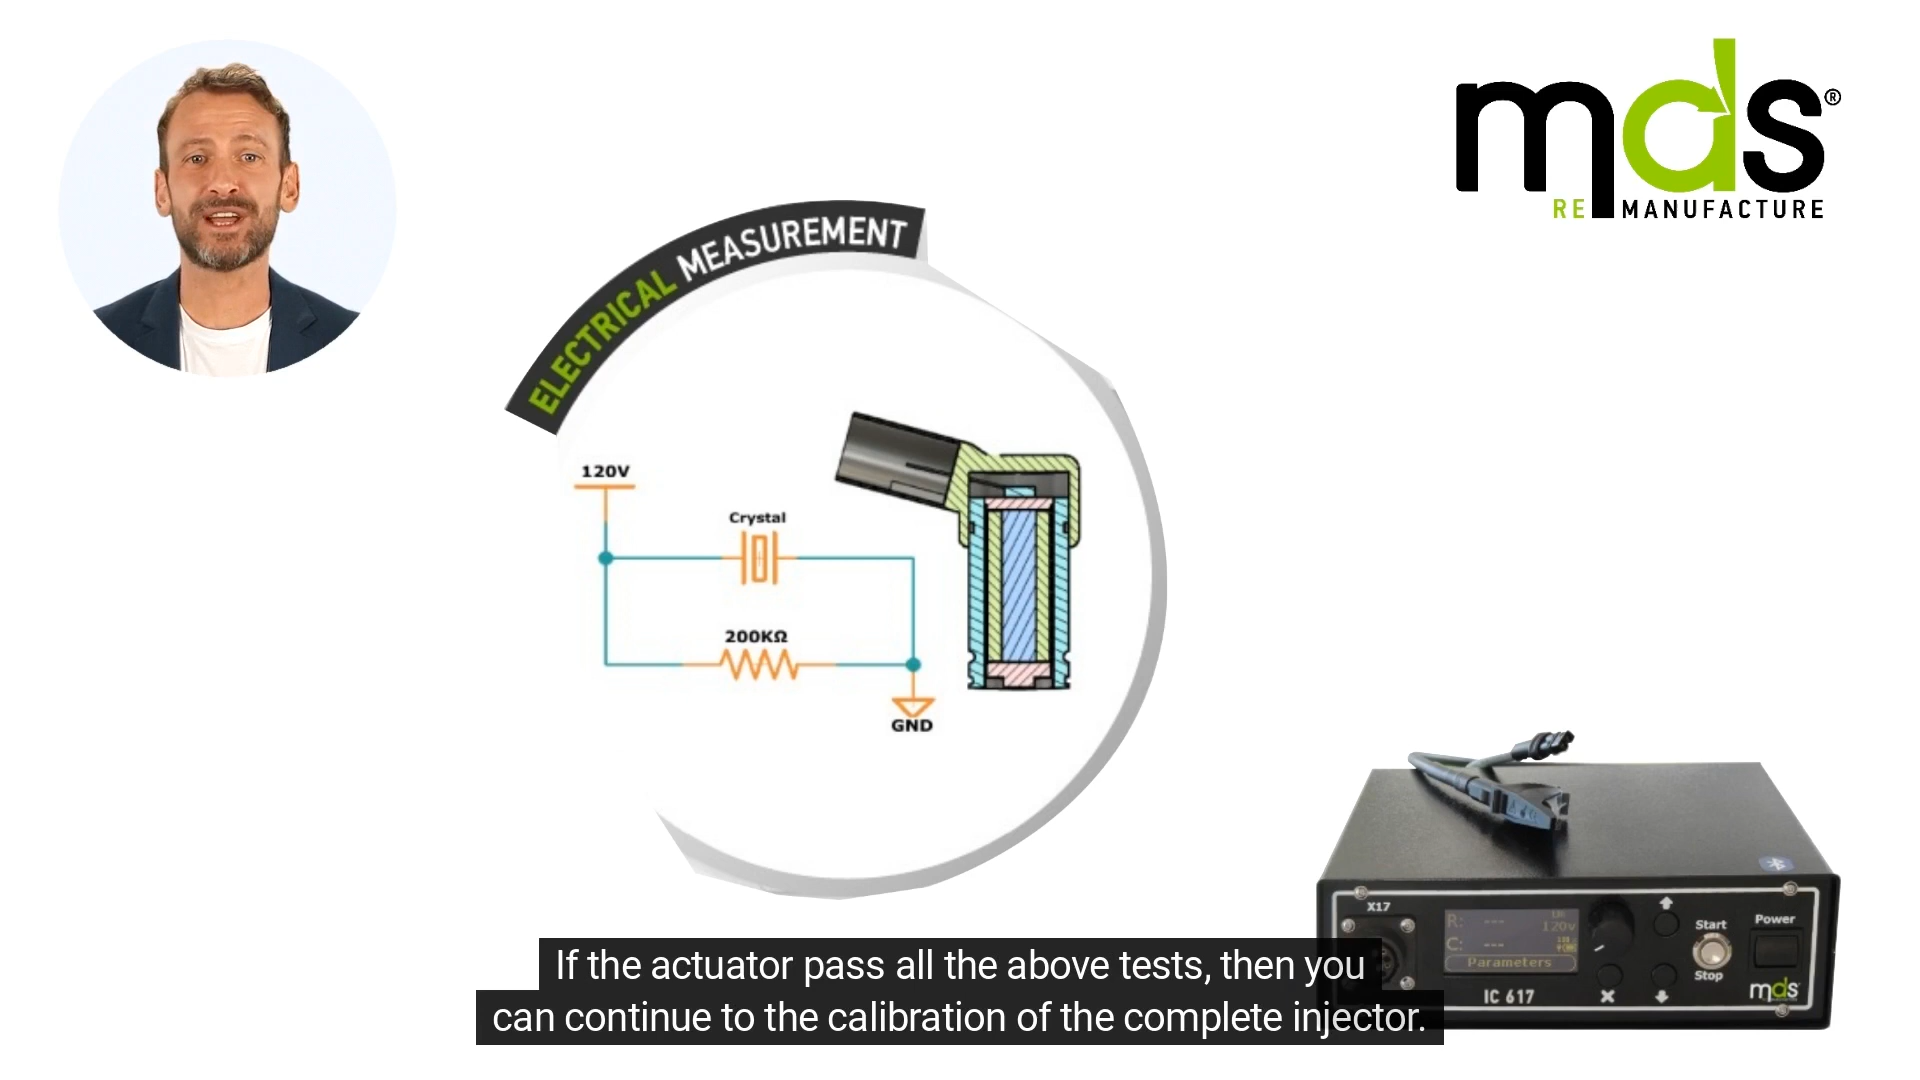 mds®
RE MANUFACTURE
ELECTRICAL MEASUREMENT
120V
Crystal
200KΩ
GND
X17
R: ---
120v
C: ---
Parameters
IC 617
Start
Stop
Power
mds
If the actuator pass all the above tests, then you
can continue to the calibration of the complete injector.